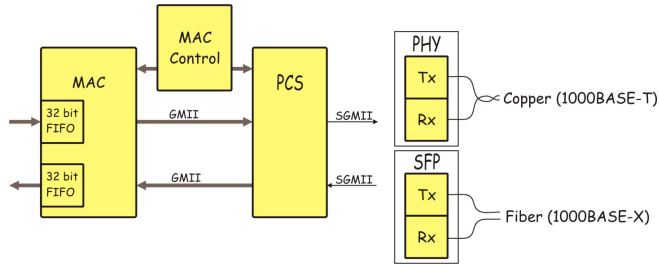 MAC
Control
MAC
PCS
32 bit
FIFO
GMII
SGMII
32 bit
FIFO
GMII
SGMII
PHY
Tx
Rx
Copper (1000BASE-T)
SFP
Tx
Rx
Fiber (1000BASE-X)